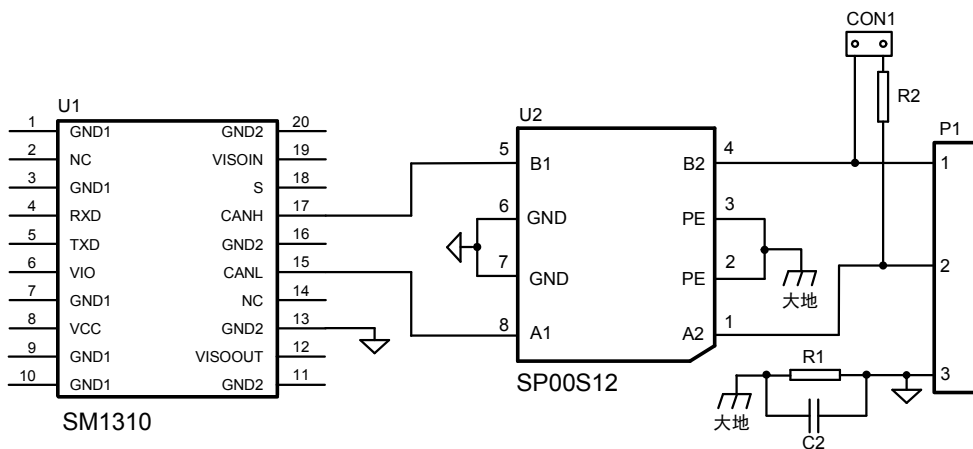 CON1
R2
U1
1 GND1 GND2 20
2 NC VISOIN 19
3 GND1 S 18
4 RXD CANH 17
5 TXD GND2 16
6 VIO CANL 15
7 GND1 NC 14
8 VCC GND2 13
9 GND1 VISOOUT 12
10 GND1 GND2 11
SM1310
U2
5 B1 B2 4
6 GND PE 3
7 GND PE 2
8 A1 A2 1
SP00S12
大地
P1
1
2
3
R1
C2
大地